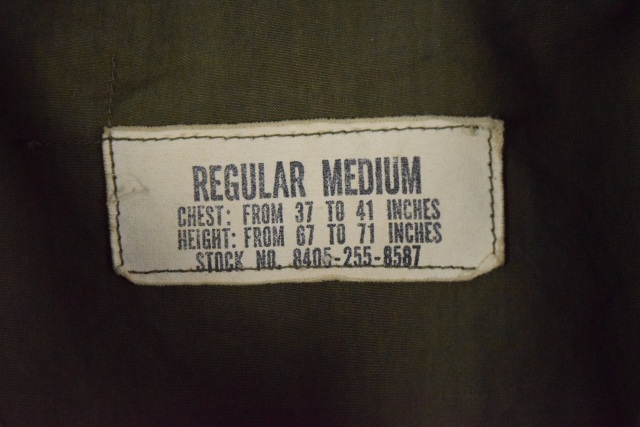 REGULAR MEDIUM
CHEST: FROM 37 TO 41 INCHES
HEIGHT: FROM 67 TO 71 INCHES
STOCK NO. 8405-255-8587